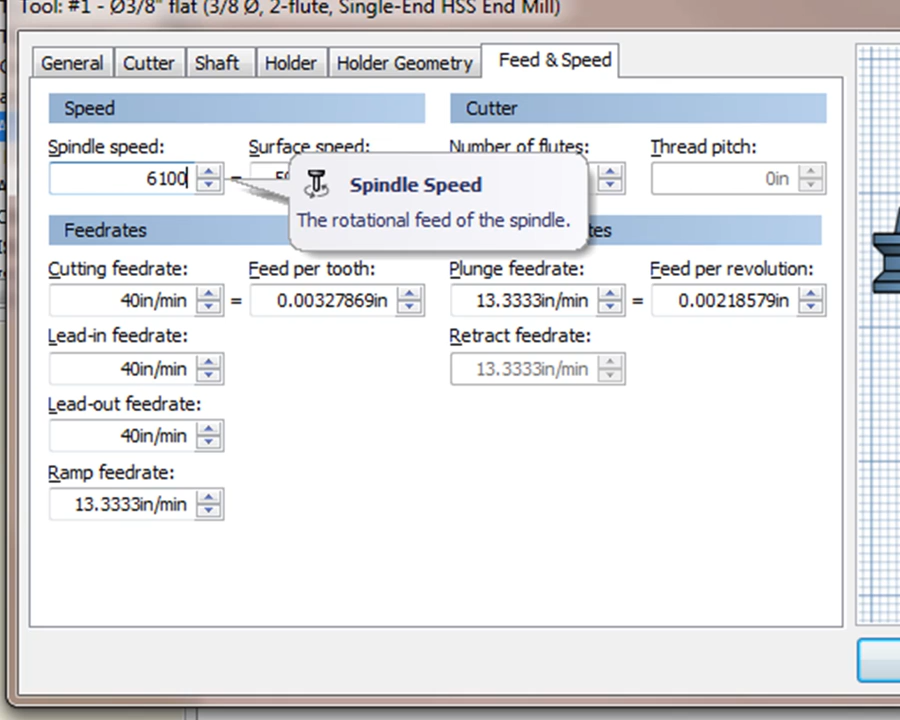 Tool: #1 - Ø3/8" flat (3/8 Ø, 2-flute, Single-End HSS End Mill)
General Cutter Shaft Holder Holder Geometry Feed & Speed
Speed Cutter
Spindle speed: Surface speed: Number of flutes: Thread pitch:
6100 = 0in
Spindle Speed
The rotational feed of the spindle.
Feedrates
Cutting feedrate: Feed per tooth: Plunge feedrate: Feed per revolution:
40in/min = 0.00327869in 13.3333in/min = 0.00218579in
Lead-in feedrate: Retract feedrate:
40in/min 13.3333in/min
Lead-out feedrate:
40in/min
Ramp feedrate:
13.3333in/min